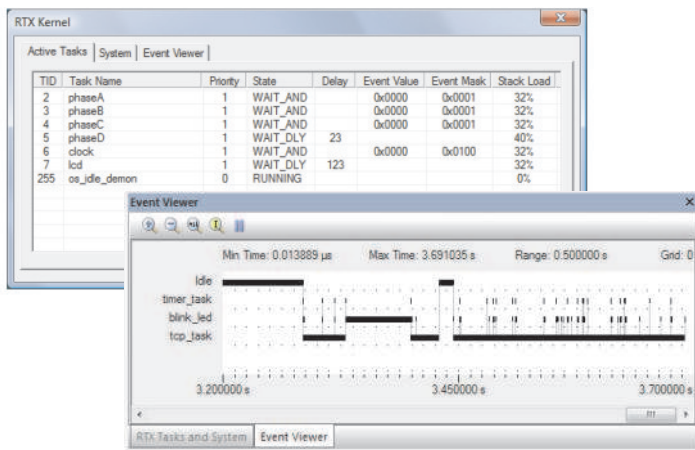 RTX Kernel
Active Tasks System Event Viewer
TID Task Name Priority State Delay Event Value Event Mask Stack Load
2 phaseA 1 WAIT_AND 0x0000 0x0001 32%
3 phaseB 1 WAIT_AND 0x0000 0x0001 32%
4 phaseC 1 WAIT_AND 0x0000 0x0001 32%
5 phaseD 1 WAIT_DLY 23 40%
6 clock 1 WAIT_AND 0x0000 0x0100 32%
7 lcd 1 WAIT_DLY 123 32%
255 os_idle_demon 0 RUNNING 0%
Event Viewer
Min Time: 0.013889 µs Max Time: 3.691035 s Range: 0.500000 s Grid: 0
Idle
timer_task
blink_led
tcp_task
3.200000 s 3.450000 s 3.700000 s
RTX Tasks and System Event Viewer